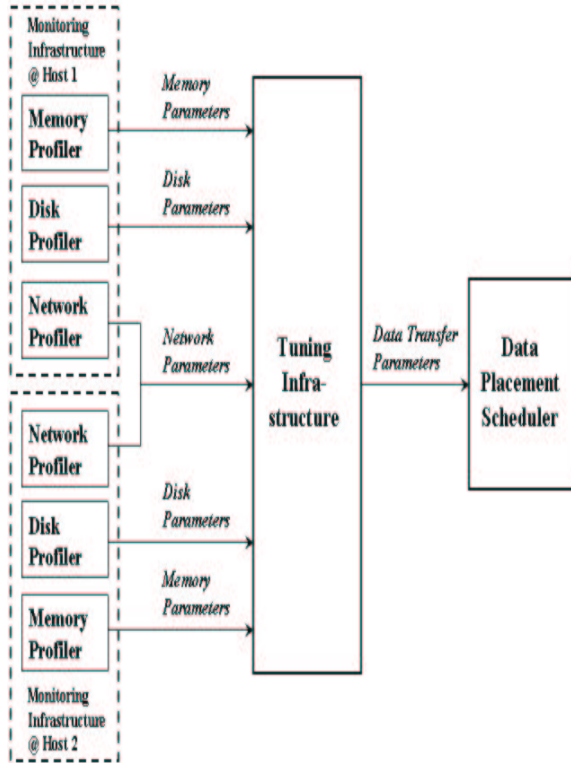 Monitoring
Infrastructure
@ Host 1
Memory
Profiler
Memory
Parameters
Disk
Profiler
Disk
Parameters
Network
Profiler
Network
Parameters
Network
Profiler
Disk
Profiler
Disk
Parameters
Memory
Profiler
Memory
Parameters
Monitoring
Infrastructure
@ Host 2
Tuning
Infra-
structure
Data Transfer
Parameters
Data
Placement
Scheduler